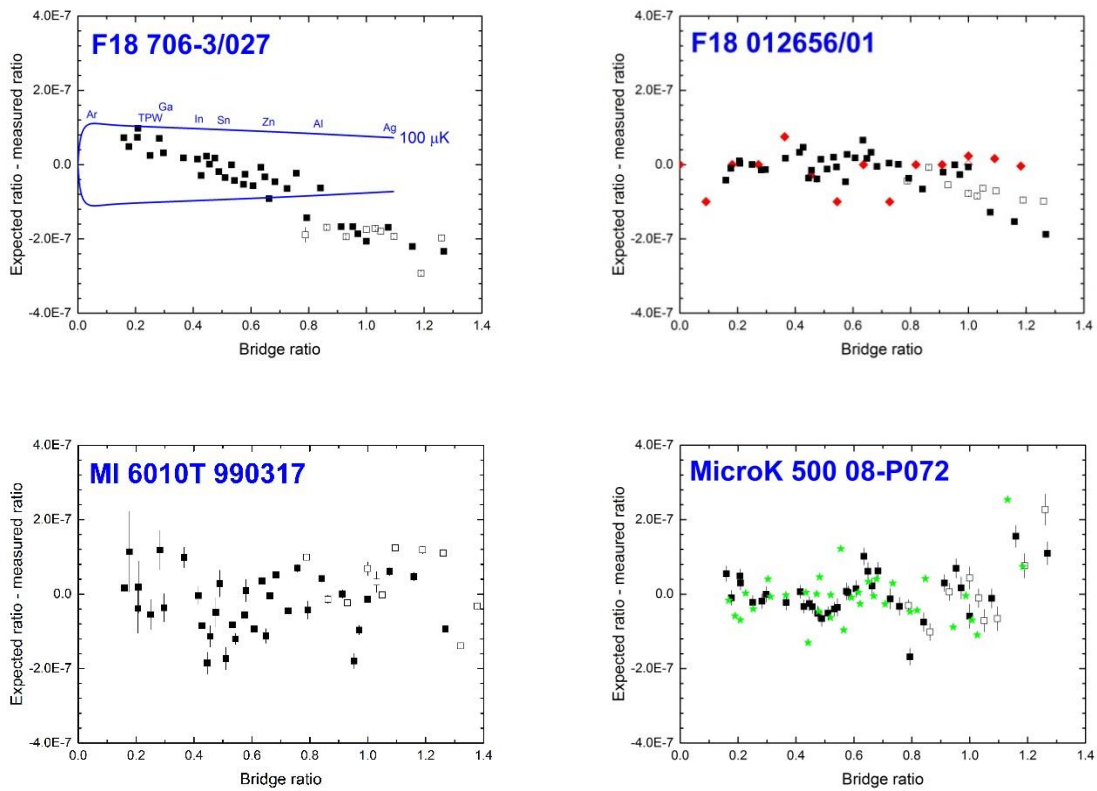 F18 706-3/027
4.0E-7
2.0E-7
0.0
-2.0E-7
-4.0E-7
Expected ratio - measured ratio
Ar
TPW
Ga
In
Sn
Zn
Al
Ag
100 μK
0.0 0.2 0.4 0.6 0.8 1.0 1.2 1.4
Bridge ratio
F18 012656/01
4.0E-7
2.0E-7
0.0
-2.0E-7
-4.0E-7
Expected ratio - measured ratio
0.0 0.2 0.4 0.6 0.8 1.0 1.2 1.4
Bridge ratio
MI 6010T 990317
4.0E-7
2.0E-7
0.0
-2.0E-7
-4.0E-7
Expected ratio - measured ratio
0.0 0.2 0.4 0.6 0.8 1.0 1.2 1.4
Bridge ratio
MicroK 500 08-P072
4.0E-7
2.0E-7
0.0
-2.0E-7
-4.0E-7
Expected ratio - measured ratio
0.0 0.2 0.4 0.6 0.8 1.0 1.2 1.4
Bridge ratio